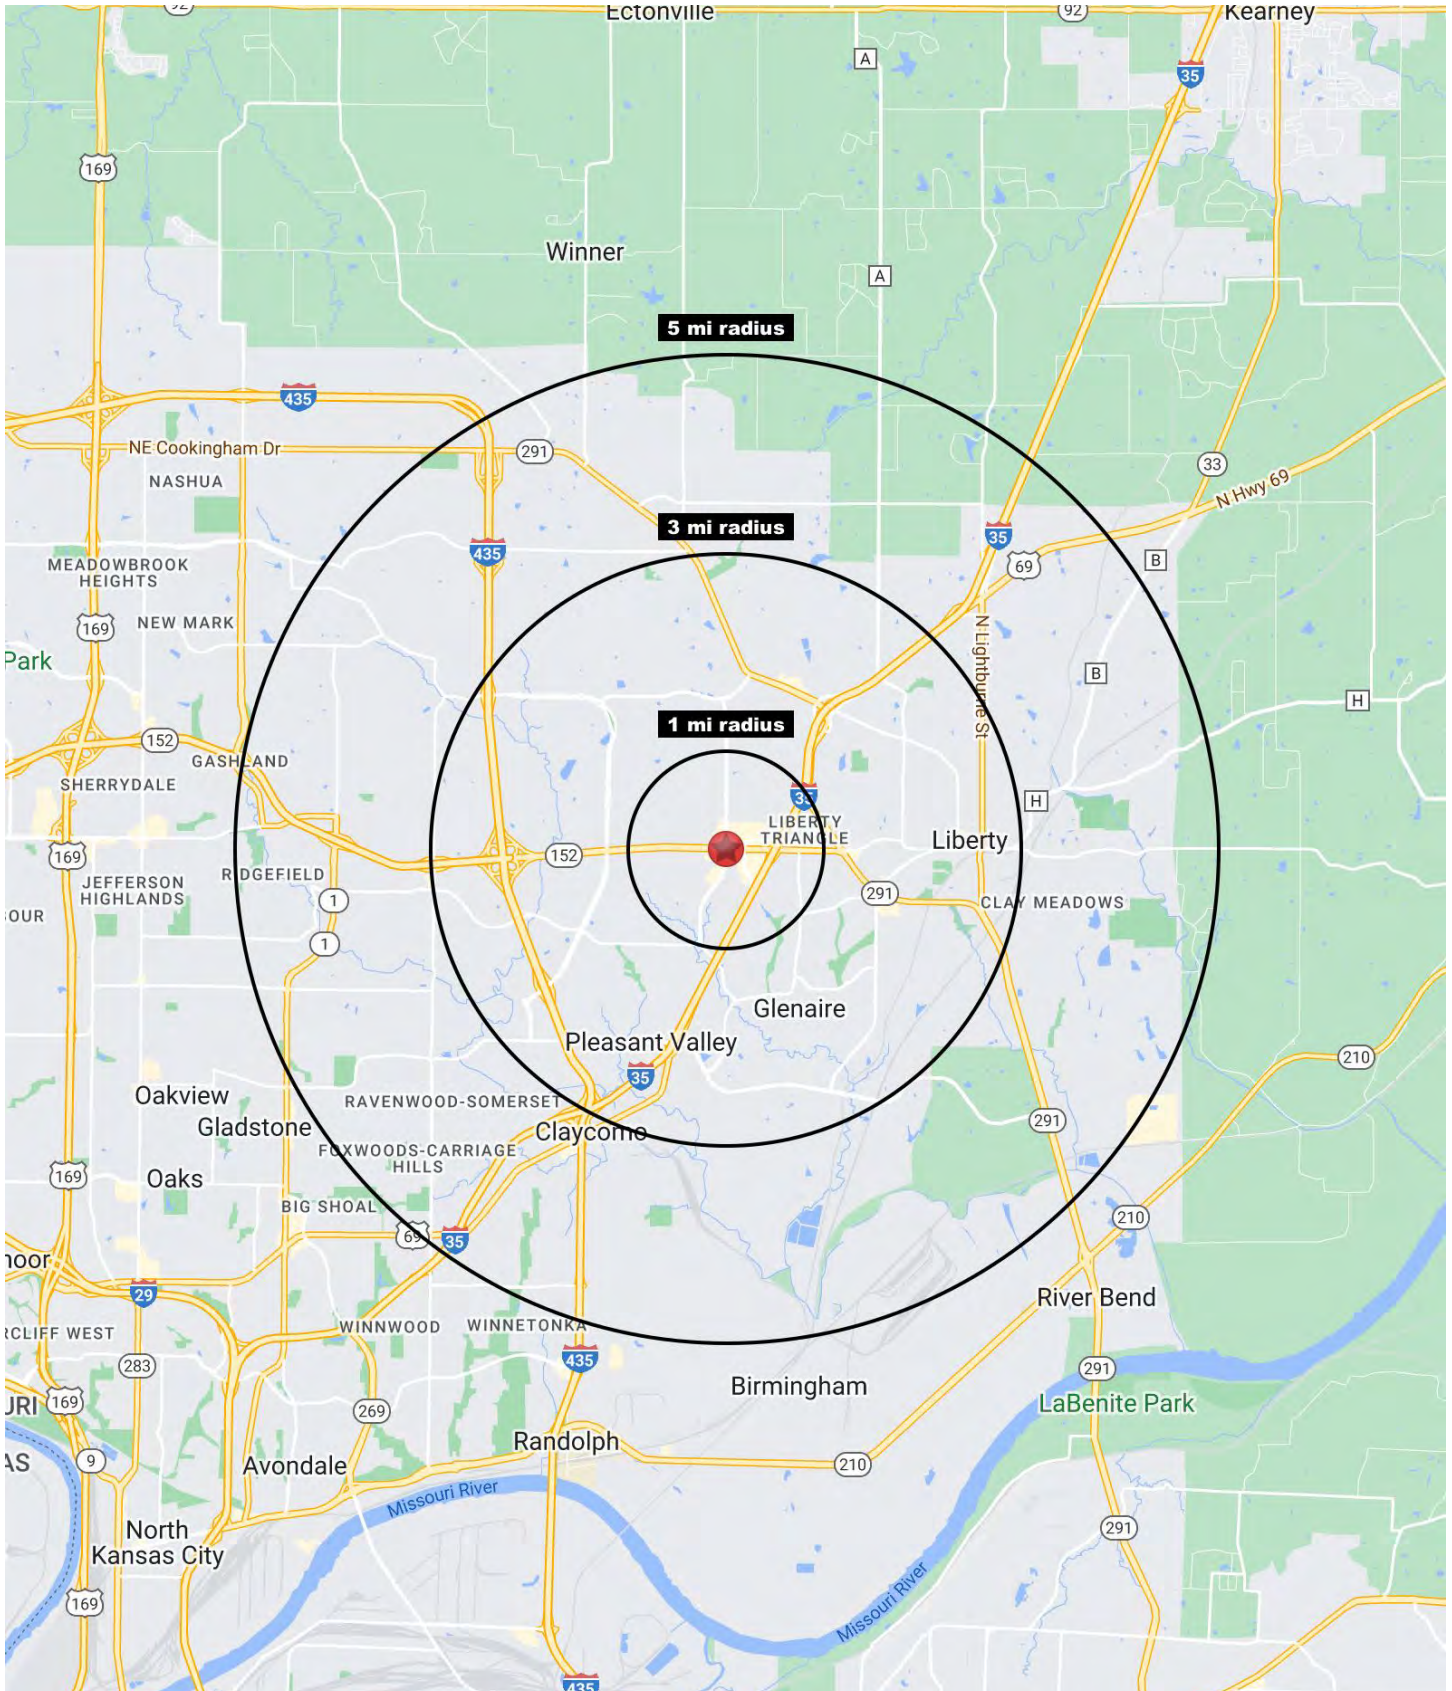 92
Ectonville
92
Kearney
A
35
169
Winner
A
5 mi radius
435
NE Cookingham Dr
291
33
NASHUA
N Hwy 69
3 mi radius
35
435
B
MEADOWBROOK
HEIGHTS
69
169
NEW MARK
N Lightburne St
Park
B
H
1 mi radius
152
GASHLAND
SHERRYDALE
35
H
LIBERTY
TRIANGLE
Liberty
169
152
RIDGEFIELD
JEFFERSON
HIGHLANDS
291
1
CLAY MEADOWS
OUR
1
Glenaire
Pleasant Valley
210
35
Oakview
RAVENWOOD-SOMERSET
Gladstone
291
Claycomo
FOXWOODS-CARRIAGE
HILLS
169
Oaks
BIG SHOAL
210
69
35
moor
29
River Bend
RCLIFF WEST
WINNWOOD
WINNETONKA
283
435
291
Birmingham
169
URI
LaBenite Park
269
Randolph
9
AS
Avondale
210
Missouri River
North
Kansas City
291
Missouri River
169
435